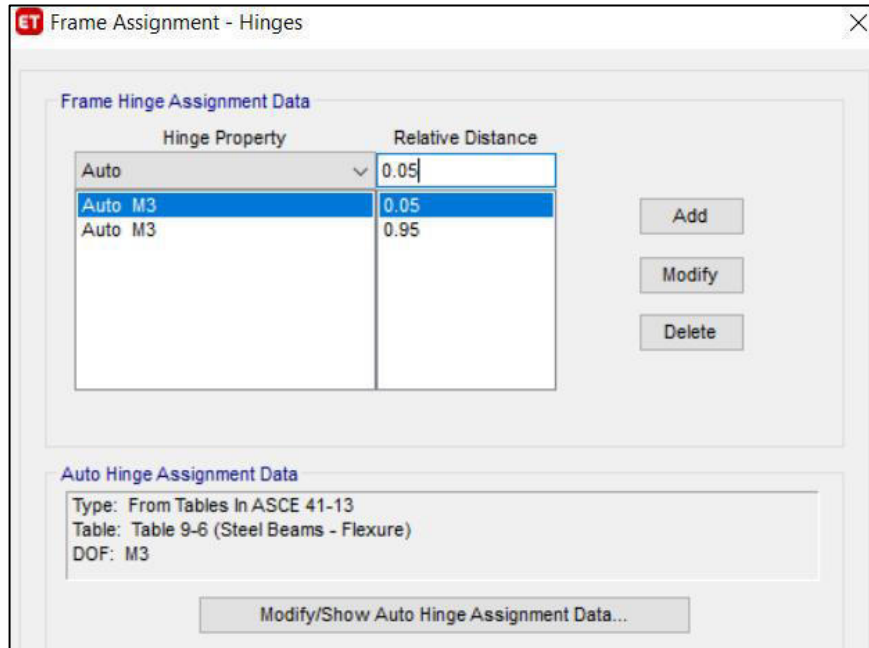 ET Frame Assignment - Hinges
Frame Hinge Assignment Data
Hinge Property Relative Distance
Auto 0.05
Auto M3 0.05
Auto M3 0.95
Add
Modify
Delete
Auto Hinge Assignment Data
Type: From Tables In ASCE 41-13
Table: Table 9-6 (Steel Beams - Flexure)
DOF: M3
Modify/Show Auto Hinge Assignment Data...